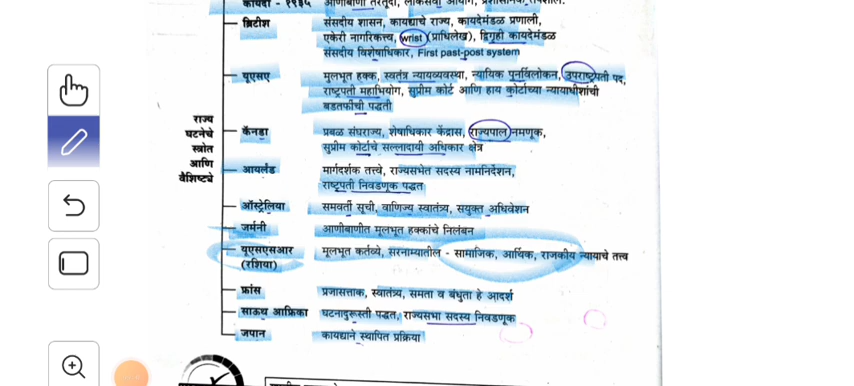 कायदा - १९३५ आणीबाणी तरतुदी, लोकसेवा आयोग, प्रशासनिक तपशील.
ब्रिटीश संसदीय शासन, कायद्याचे राज्य, कायदेमंडळ प्रणाली,
एकेरी नागरिकत्त्व, wrist (प्राधिलेख), द्विगृही कायदेमंडळ
संसदीय विशेषाधिकार, First past-post system
यूएसए मूलभूत हक्क, स्वतंत्र न्यायव्यवस्था, न्यायिक पुनर्विलोकन, उपराष्ट्रपती पद,
राष्ट्रपती महाभियोग, सुप्रीम कोर्ट आणि हाय कोर्टाच्या न्यायाधीशांची
बडतर्फीची पद्धती
राज्य घटनेचे स्त्रोत आणि वैशिष्ट्ये
कॅनडा प्रबळ संघराज्य, शेषाधिकार केंद्रास, राज्यपाल नमणूक,
सुप्रीम कोर्टाचे सल्लादायी अधिकार क्षेत्र
आयर्लंड मार्गदर्शक तत्त्वे, राज्यसभेत सदस्य नामनिर्देशन,
राष्ट्रपती निवडणूक पद्धत
ऑस्ट्रेलिया समवर्ती सूची, वाणिज्य स्वातंत्र्य, सयुक्त अधिवेशन
जर्मनी आणीबाणीत मूलभूत हक्कांचे निलंबन
यूएसएसआर मूलभूत कर्तव्ये, सरनाम्यातील - सामाजिक, आर्थिक, राजकीय न्यायाचे तत्त्व
(रशिया)
फ्रांस प्रजासत्ताक, स्वातंत्र्य, समता व बंधुता हे आदर्श
साऊथ आफ्रिका घटनादुरूस्ती पद्धत, राज्यसभा सदस्य निवडणूक
जपान कायद्याने स्थापित प्रक्रिया